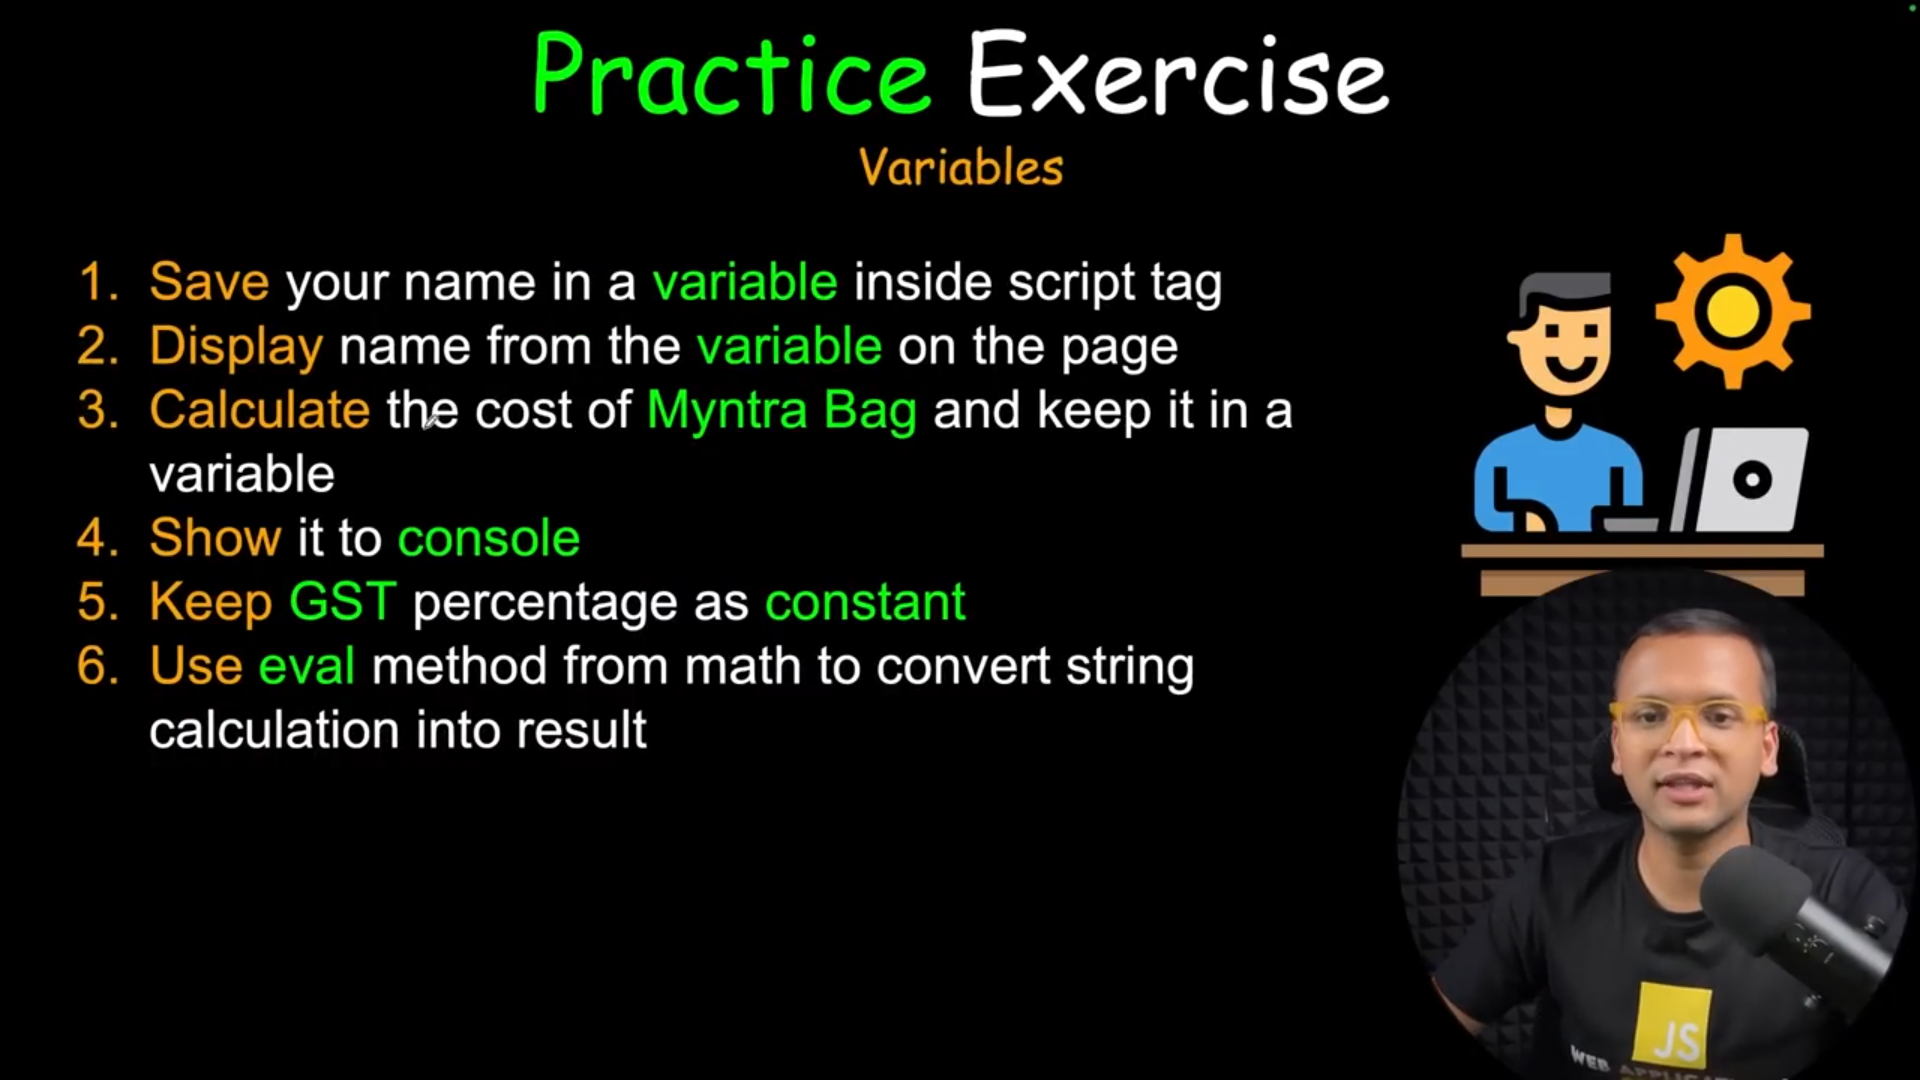 Practice Exercise
Variables
1. Save your name in a variable inside script tag
2. Display name from the variable on the page
3. Calculate the cost of Myntra Bag and keep it in a
variable
4. Show it to console
5. Keep GST percentage as constant
6. Use eval method from math to convert string
calculation into result
JS
WEB